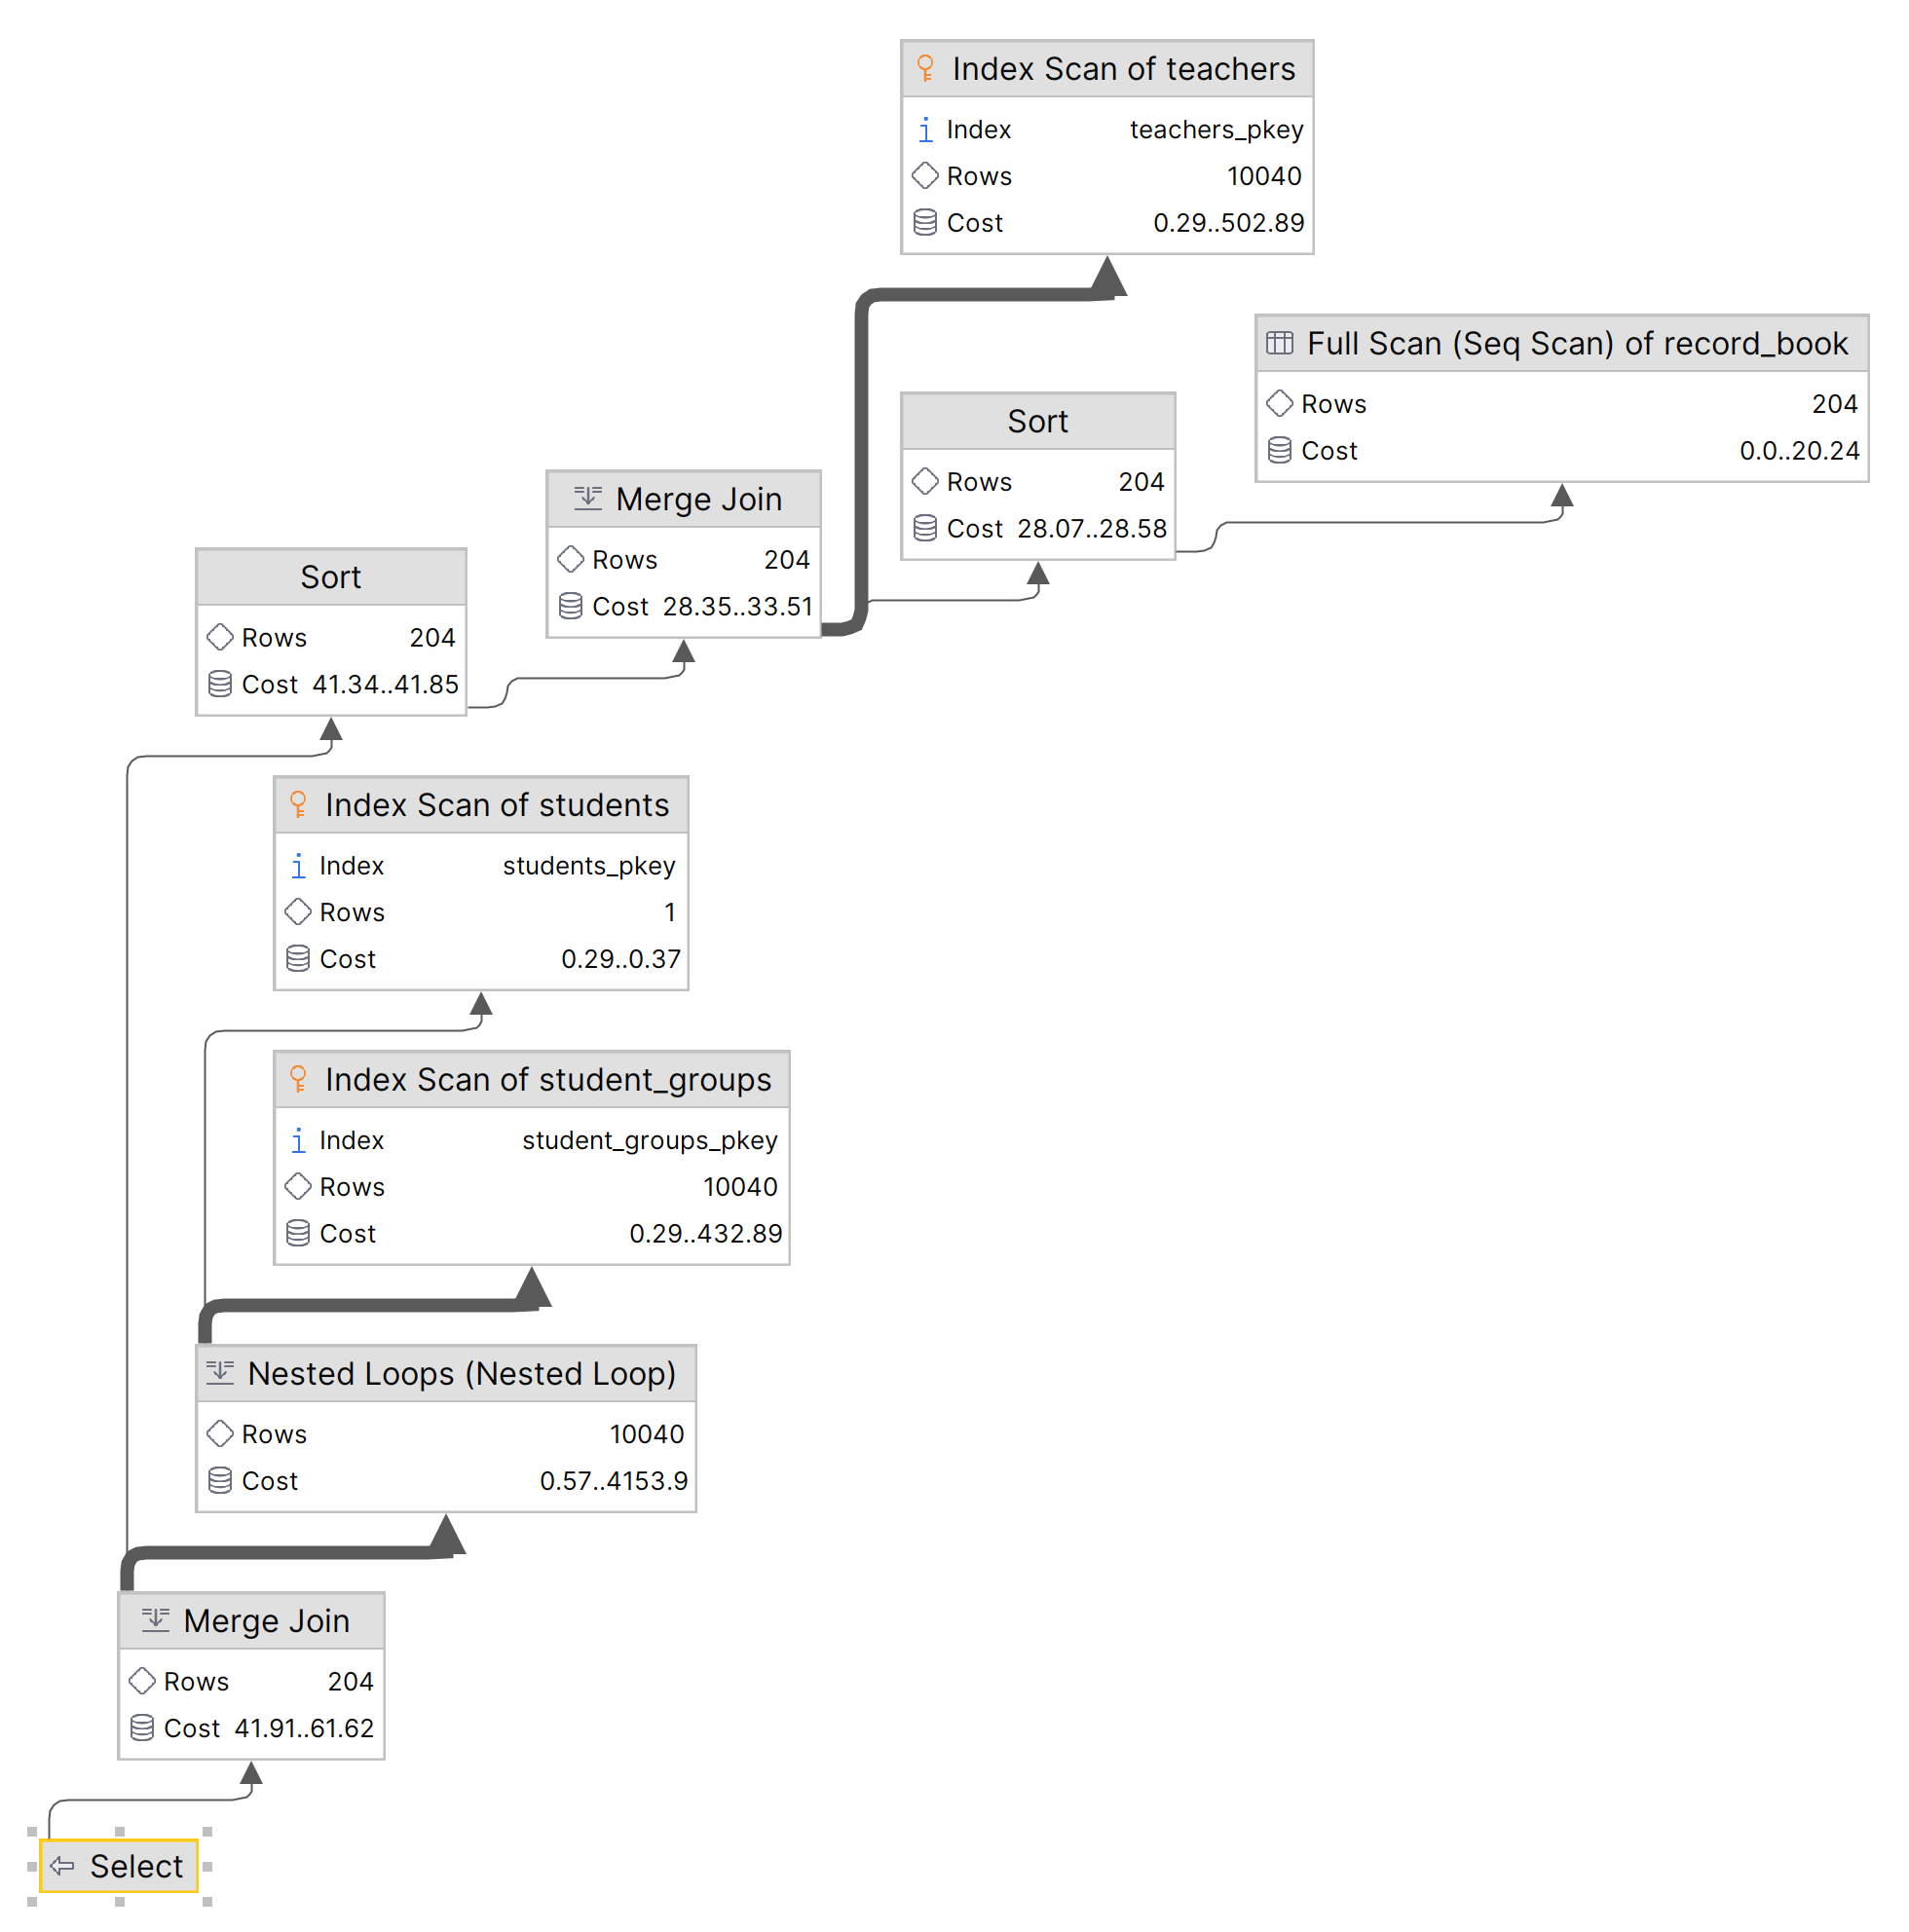 Index Scan of teachers
Index teachers_pkey
Rows 10040
Cost 0.29..502.89
Full Scan (Seq Scan) of record_book
Rows 204
Cost 0.0..20.24
Sort
Rows 204
Cost 28.07..28.58
Merge Join
Rows 204
Cost 28.35..33.51
Sort
Rows 204
Cost 41.34..41.85
Index Scan of students
Index students_pkey
Rows 1
Cost 0.29..0.37
Index Scan of student_groups
Index student_groups_pkey
Rows 10040
Cost 0.29..432.89
Nested Loops (Nested Loop)
Rows 10040
Cost 0.57..4153.9
Merge Join
Rows 204
Cost 41.91..61.62
Select